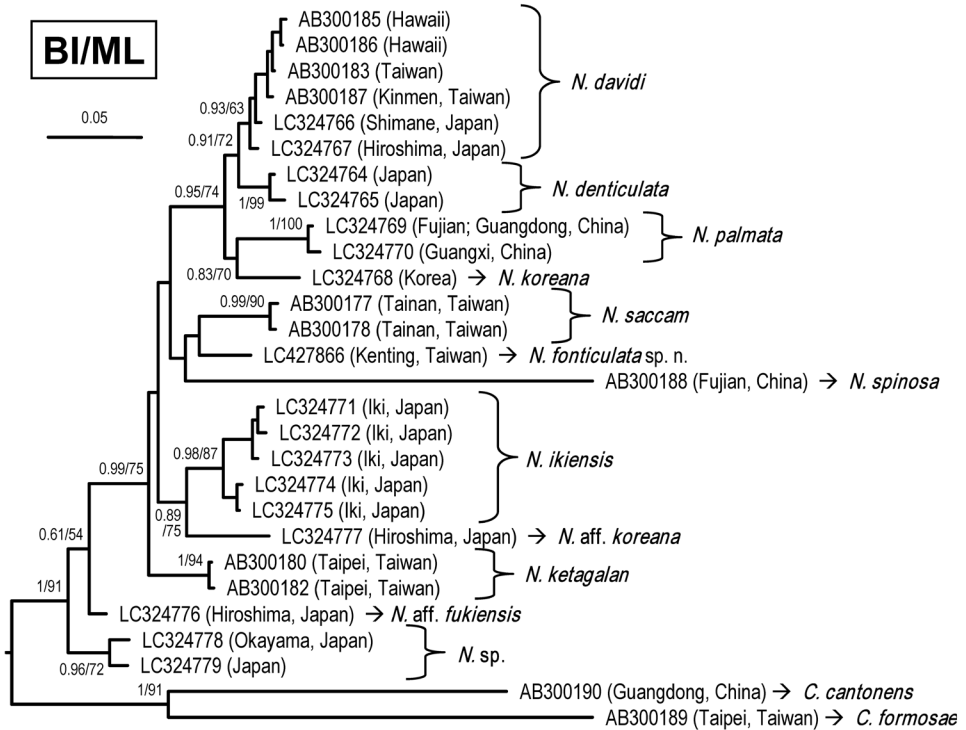 BI/ML
0.05
AB300185 (Hawaii)
AB300186 (Hawaii)
AB300183 (Taiwan)
N. davidi
AB300187 (Kinmen, Taiwan)
0.93/63
LC324766 (Shimane, Japan)
0.91/72
LC324767 (Hiroshima, Japan)
LC324764 (Japan)
N. denticulata
0.95/74
LC324765 (Japan)
1/99
1/100
LC324769 (Fujian; Guangdong, China)
N. palmata
LC324770 (Guangxi, China)
0.83/70
LC324768 (Korea) → N. koreana
0.99/90
AB300177 (Tainan, Taiwan)
N. saccam
AB300178 (Tainan, Taiwan)
LC427866 (Kenting, Taiwan) → N. fonticulata sp. n.
AB300188 (Fujian, China) → N. spinosa
LC324771 (Iki, Japan)
LC324772 (Iki, Japan)
0.98/87
LC324773 (Iki, Japan)
N. ikiensis
0.99/75
LC324774 (Iki, Japan)
LC324775 (Iki, Japan)
0.89
/75
LC324777 (Hiroshima, Japan) → N. aff. koreana
0.61/54
1/94
AB300180 (Taipei, Taiwan)
N. ketagalan
AB300182 (Taipei, Taiwan)
1/91
LC324776 (Hiroshima, Japan) → N. aff. fukiensis
LC324778 (Okayama, Japan)
N. sp.
0.96/72
LC324779 (Japan)
1/91
AB300190 (Guangdong, China) → C. cantonens
AB300189 (Taipei, Taiwan) → C. formosae